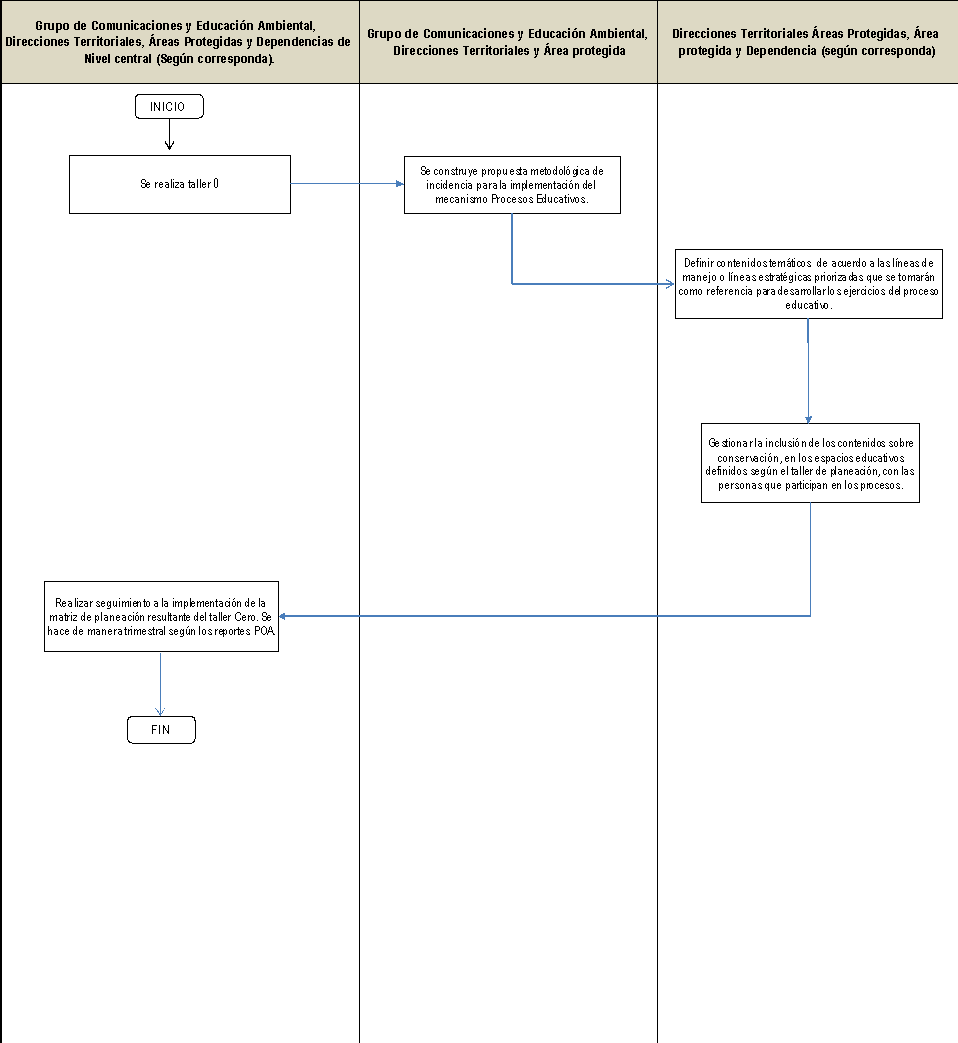 Grupo de Comunicaciones y Educación Ambiental,
Direcciones Territoriales, Áreas Protegidas y Dependencias de
Nivel central (Según corresponda).
Grupo de Comunicaciones y Educación Ambiental,
Direcciones Territoriales y Área protegida
Direcciones Territoriales Áreas Protegidas, Área
protegida y Dependencia (según corresponda)
INICIO
Se realiza taller 0
Se construye propuesta metodológica de
incidencia para la implementación del
mecanismo Procesos Educativos.
Definir contenidos temáticos de acuerdo a las líneas de
manejo o líneas estratégicas priorizadas que se tomarán
como referencia para desarrollar los ejercicios del proceso
educativo.
Gestionar la inclusión de los contenidos sobre
conservación, en los espacios educativos
definidos según el taller de planeación, con las
personas que participan en los procesos.
Realizar seguimiento a la implementación de la
matriz de planeación resultante del taller Cero. Se
hace de manera trimestral según los reportes POA.
FIN